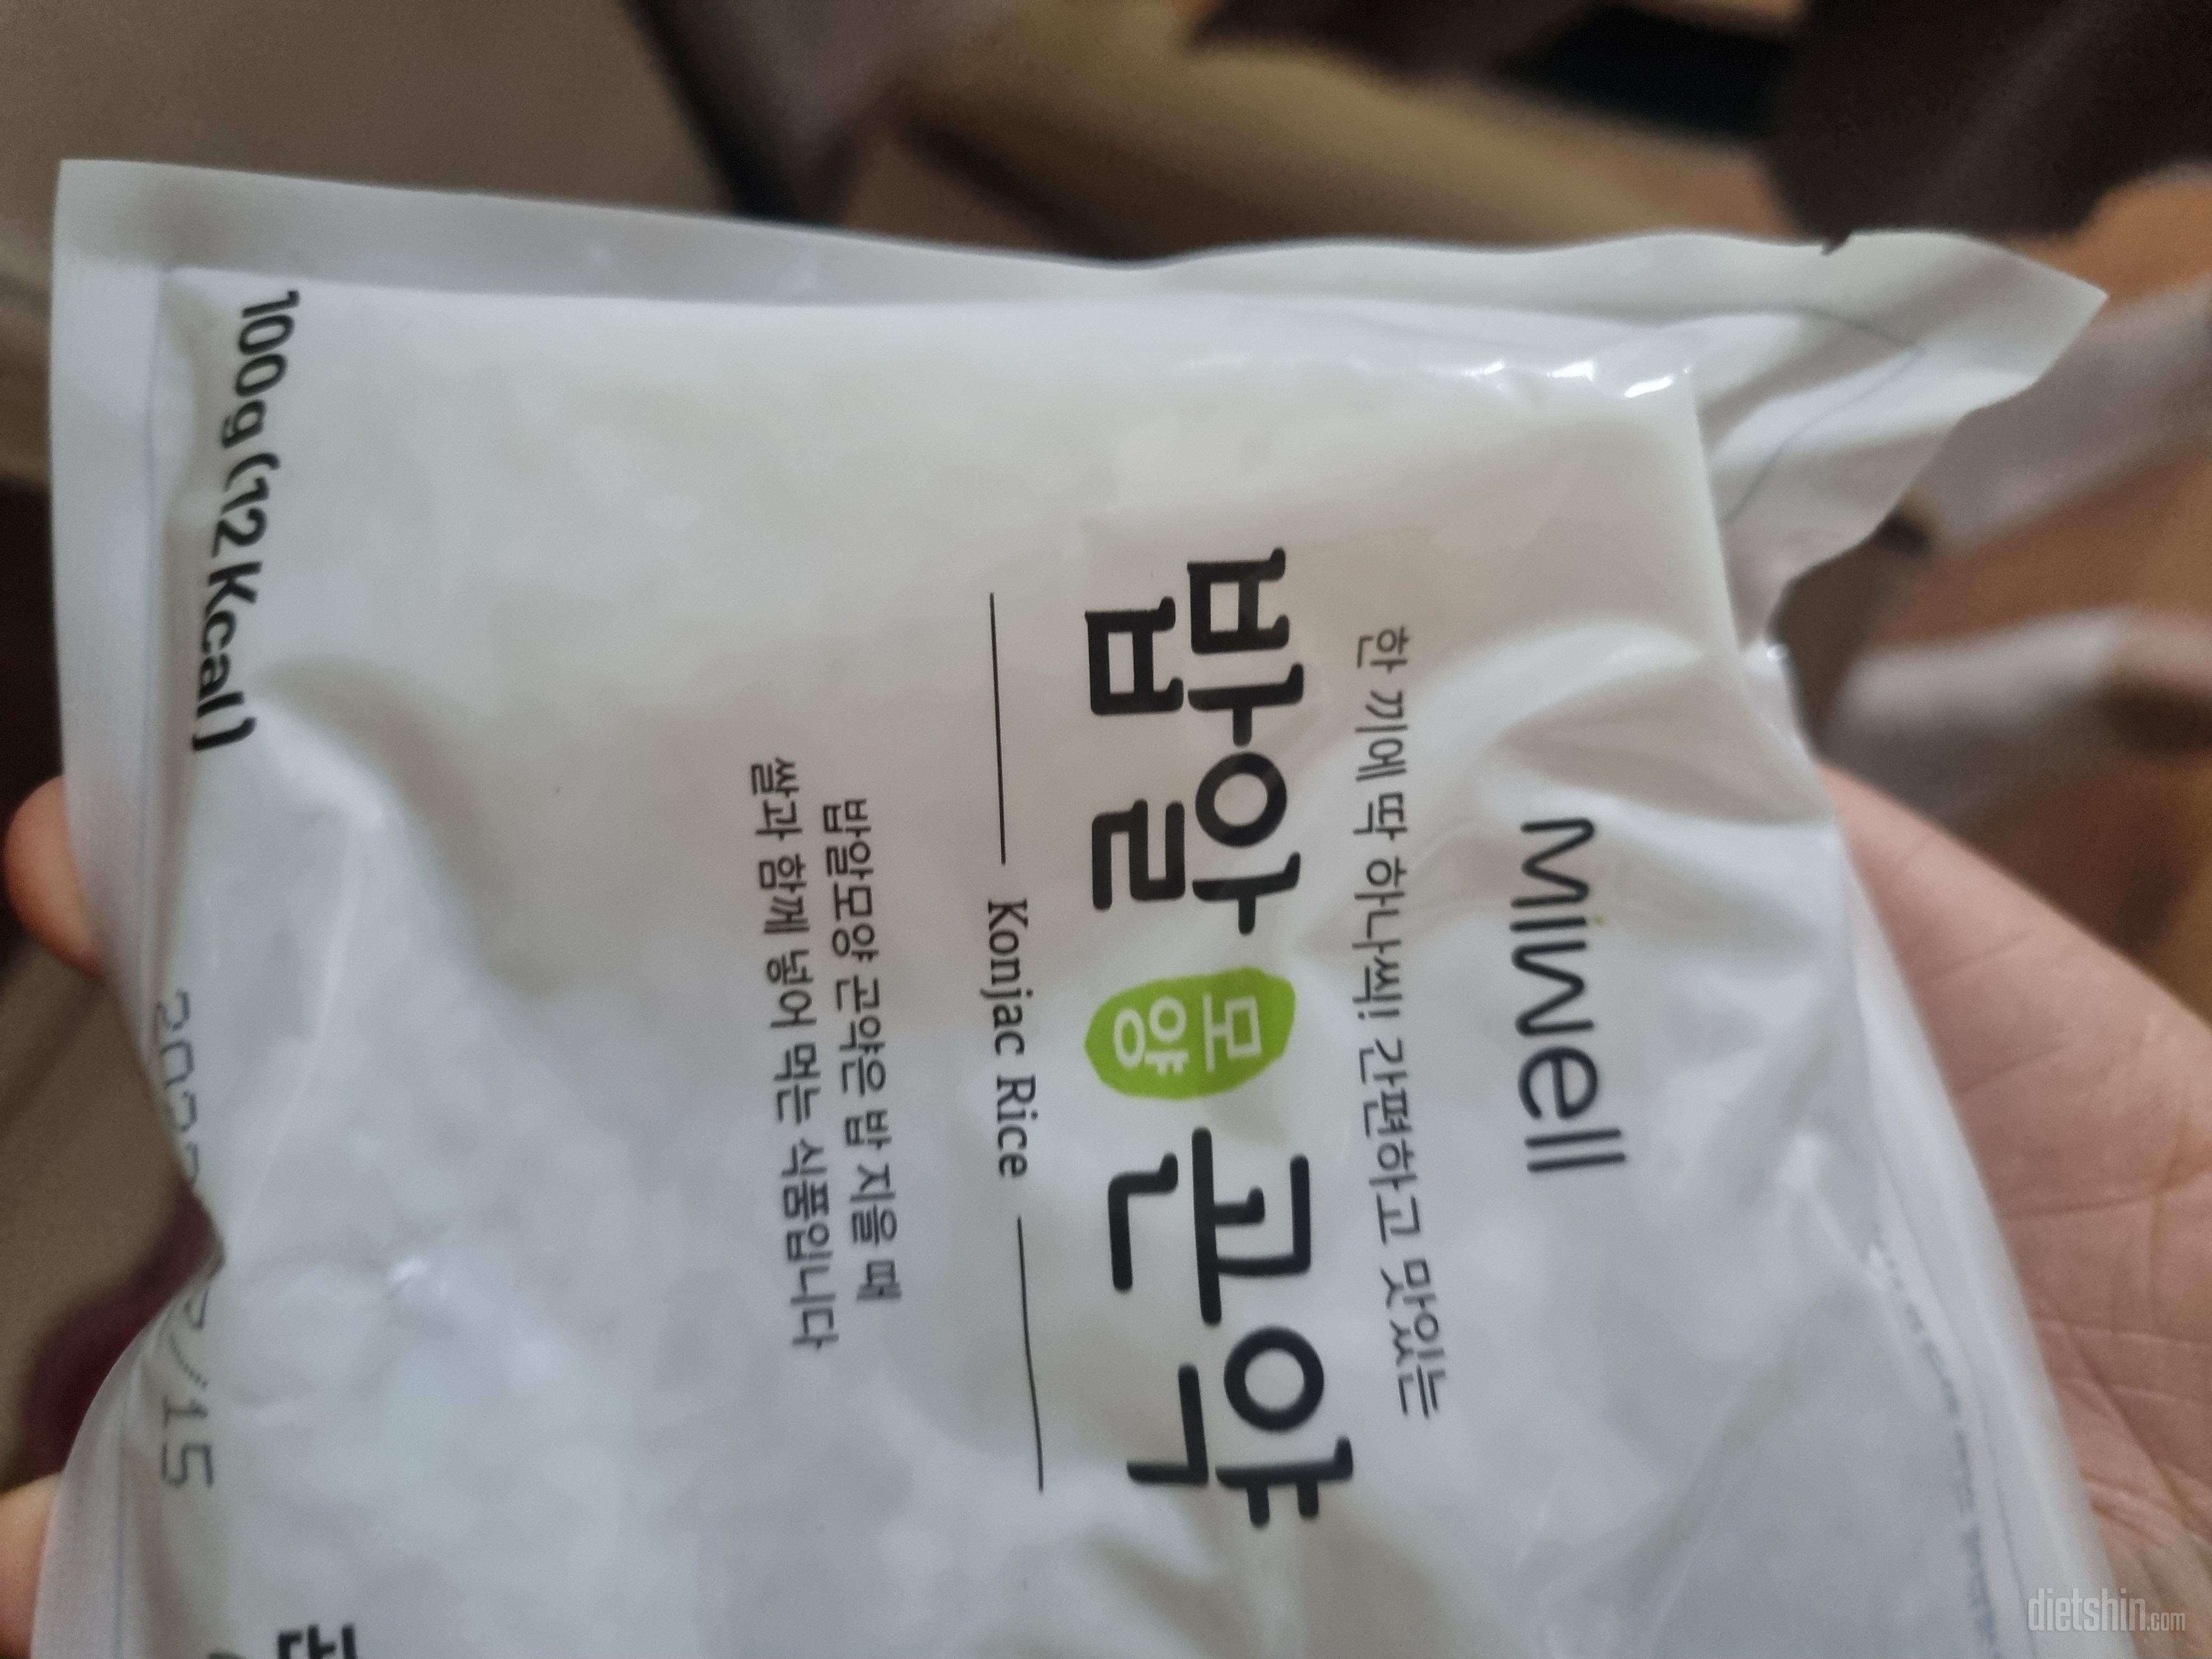 Miwell
한 끼에 딱 하나씩! 간편하고 맛있는
밥알모양 곤약
Konjac Rice
밥알모양 곤약은 밥 지을 때
쌀과 함께 넣어 먹는 식품입니다
100g (12 Kcal)
dietshin.com